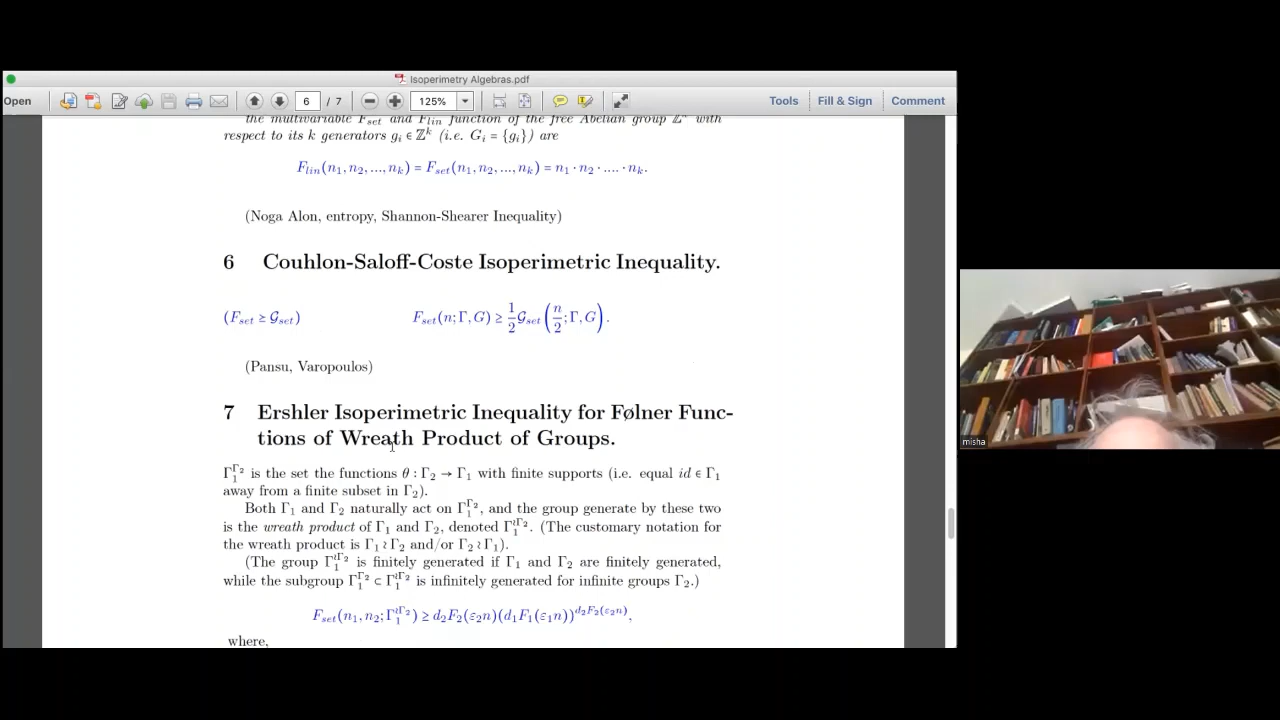 Isoperimetry Algebras.pdf
Open 6 / 7 125% Tools Fill & Sign Comment
the multivariable F_set and F_lin function of the free Abelian group ℤ^k with
respect to its k generators g_i ∈ ℤ^k (i.e. G_i = {g_i}) are
F_lin(n_1, n_2, ..., n_k) = F_set(n_1, n_2, ..., n_k) = n_1 · n_2 · .... · n_k.
(Noga Alon, entropy, Shannon-Shearer Inequality)
6 Couhlon-Saloff-Coste Isoperimetric Inequality.
(F_set ≥ G_set) F_set(n; Γ, G) ≥ 1/2 G_set(n/2; Γ, G).
(Pansu, Varopoulos)
7 Ershler Isoperimetric Inequality for Følner Func-
tions of Wreath Product of Groups.
Γ_1^{Γ_2} is the set the functions θ : Γ_2 → Γ_1 with finite supports (i.e. equal id ∈ Γ_1
away from a finite subset in Γ_2).
Both Γ_1 and Γ_2 naturally act on Γ_1^{Γ_2}, and the group generate by these two
is the wreath product of Γ_1 and Γ_2, denoted Γ_1^{≀Γ_2}. (The customary notation for
the wreath product is Γ_1 ≀ Γ_2 and/or Γ_2 ≀ Γ_1).
(The group Γ_1^{≀Γ_2} is finitely generated if Γ_1 and Γ_2 are finitely generated,
while the subgroup Γ_1^{Γ_2} ⊂ Γ_1^{≀Γ_2} is infinitely generated for infinite groups Γ_2.)
F_set(n_1, n_2; Γ_1^{≀Γ_2}) ≥ d_2F_2(ε_2n)(d_1F_1(ε_1n))^{d_2F_2(ε_2n)},
where,
misha